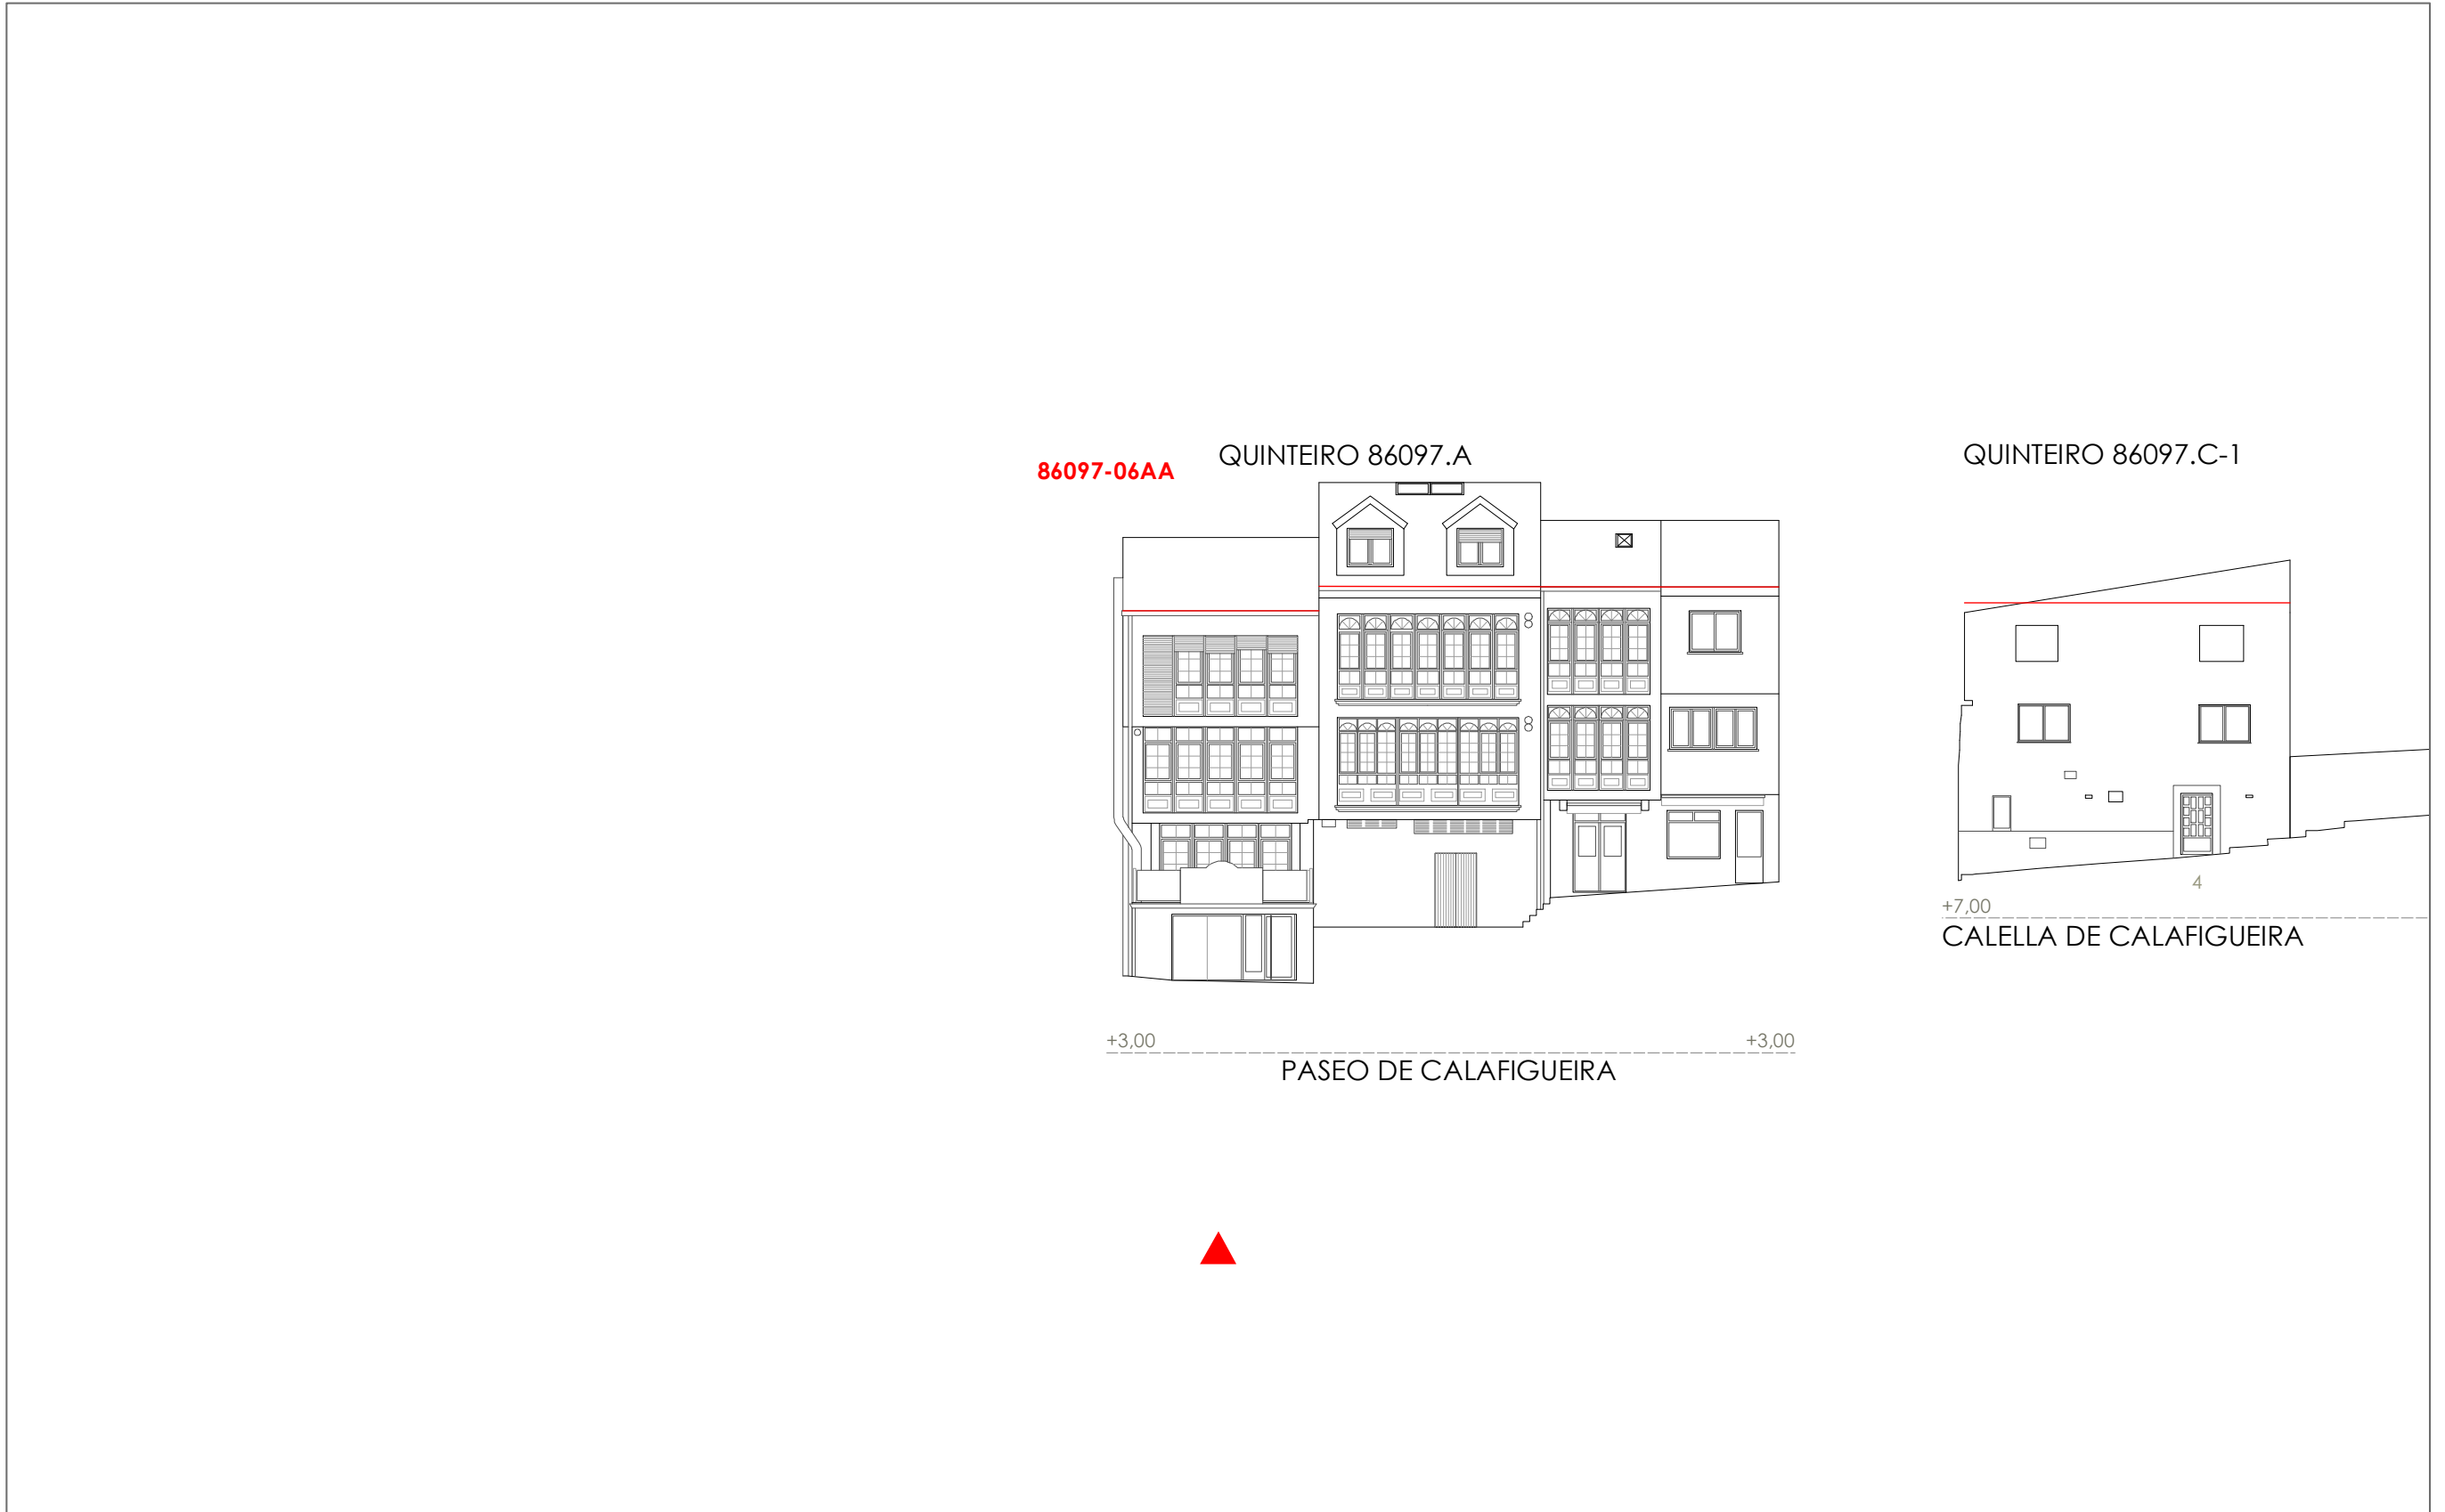 QUINTEIRO 86097.A
86097-06AA
QUINTEIRO 86097.C-1
4
+7,00
CALELLA DE CALAFIGUEIRA
+3,00
+3,00
PASEO DE CALAFIGUEIRA